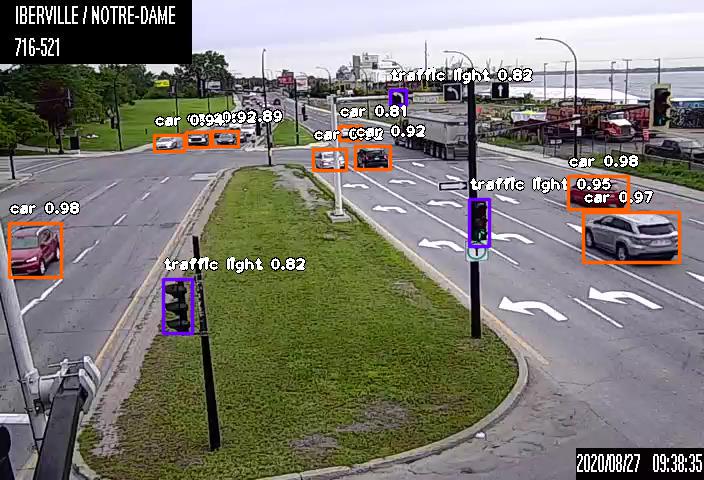 IBERVILLE / NOTRE-DAME
716-521
traffic light 0.82
car 0.81
car 0.92
car 0.98
traffic light 0.95
car 0.97
car 0.98
traffic light 0.82
2020/08/27 09:38:35